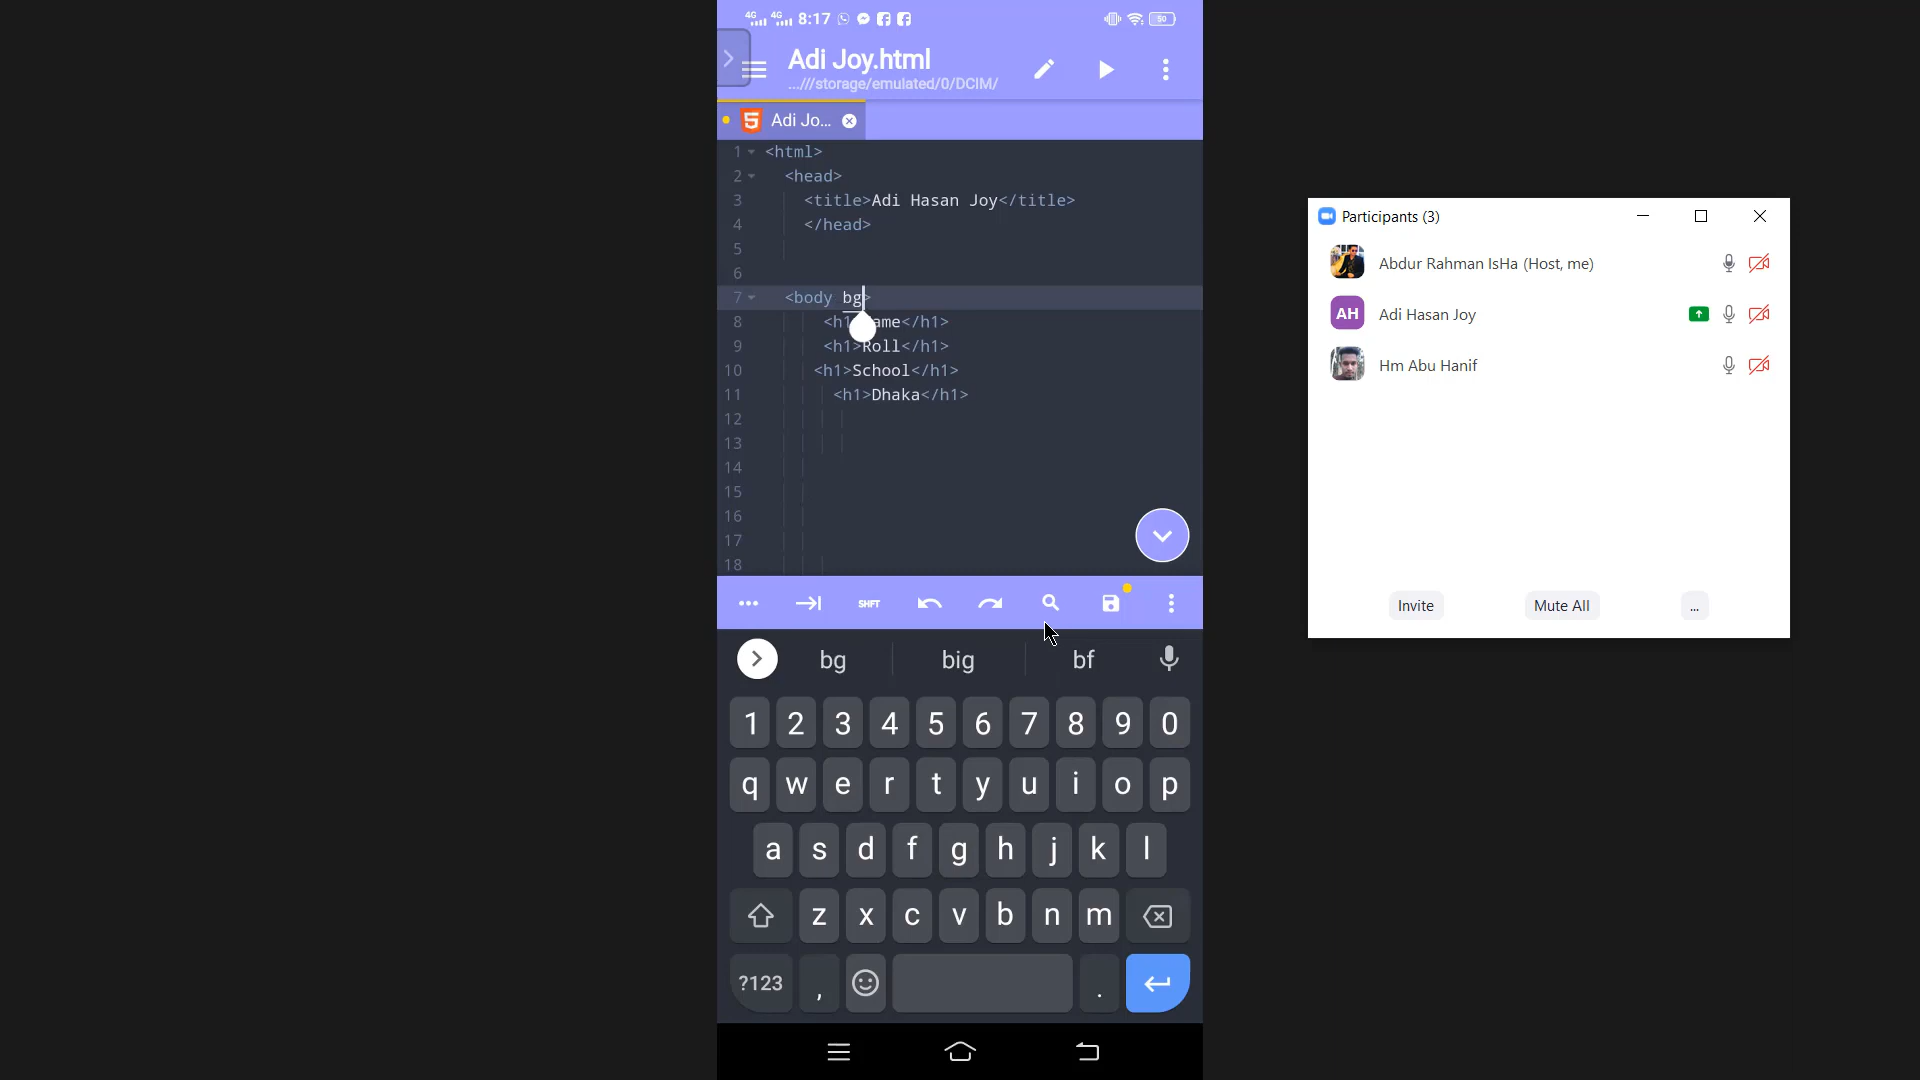 4G 4G 8:17 50
Adi Joy.html
...///storage/emulated/0/DCIM/
Adi Jo...
1 <html>
2 <head>
3 <title>Adi Hasan Joy</title>
4 </head>
5
6
7 <body bg>
8 <h1 ame</h1>
9 <h1>Roll</h1>
10 <h1>School</h1>
11 <h1>Dhaka</h1>
12
13
14
15
16
17
18
SHFT
bg big bf
1 2 3 4 5 6 7 8 9 0
q w e r t y u i o p
a s d f g h j k l
z x c v b n m
?123 , .
Participants (3)
Abdur Rahman IsHa (Host, me)
AH Adi Hasan Joy
Hm Abu Hanif
Invite Mute All ...